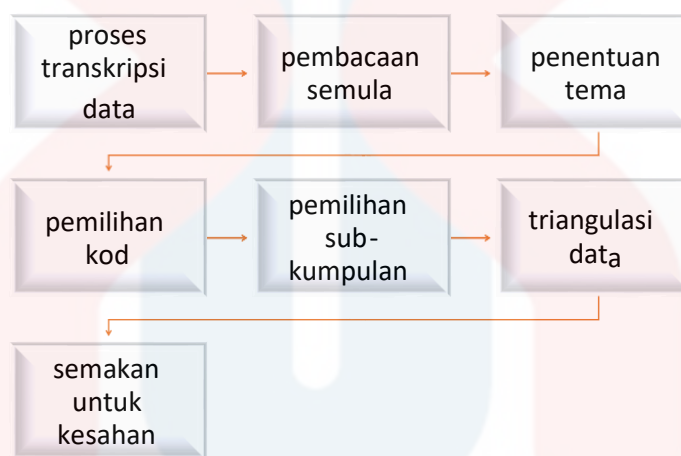 proses
transkripsi
data
pembacaan
semula
penentuan
tema
pemilihan
kod
pemilihan
sub-
kumpulan
triangulasi
data
semakan
untuk
kesahan